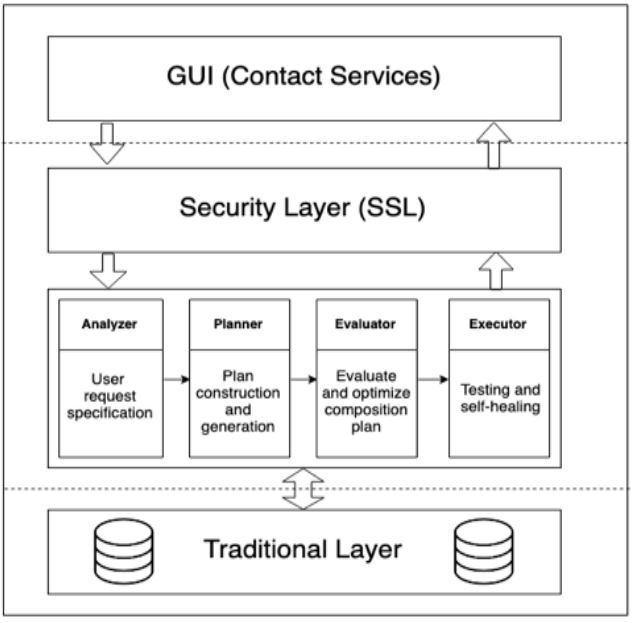 GUI (Contact Services)
Security Layer (SSL)
Analyzer
User
request
specification
Planner
Plan
construction
and
generation
Evaluator
Evaluate
and optimize
composition
plan
Executor
Testing and
self-healing
Traditional Layer